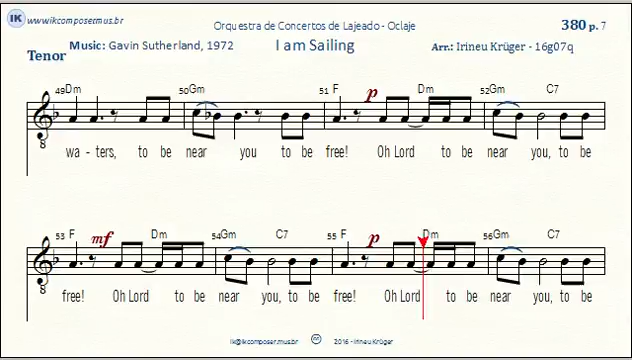 IK www.ikcomposer.mus.br
Orquestra de Concertos de Lajeado - Oclaje
380 p. 7
Music: Gavin Sutherland, 1972
I am Sailing
Arr.: Irineu Krüger - 16g07q
Tenor
49 Dm 50 Gm 51 F p Dm 52 Gm C7
wa - ters, to be near you to be free! Oh Lord to be near you, to be
53 F mf Dm 54 Gm C7 55 F p Dm 56 Gm C7
free! Oh Lord to be near you, to be free! Oh Lord to be near you, to be
ik@ikcomposer.mus.br cc 2016 - Irineu Krüger